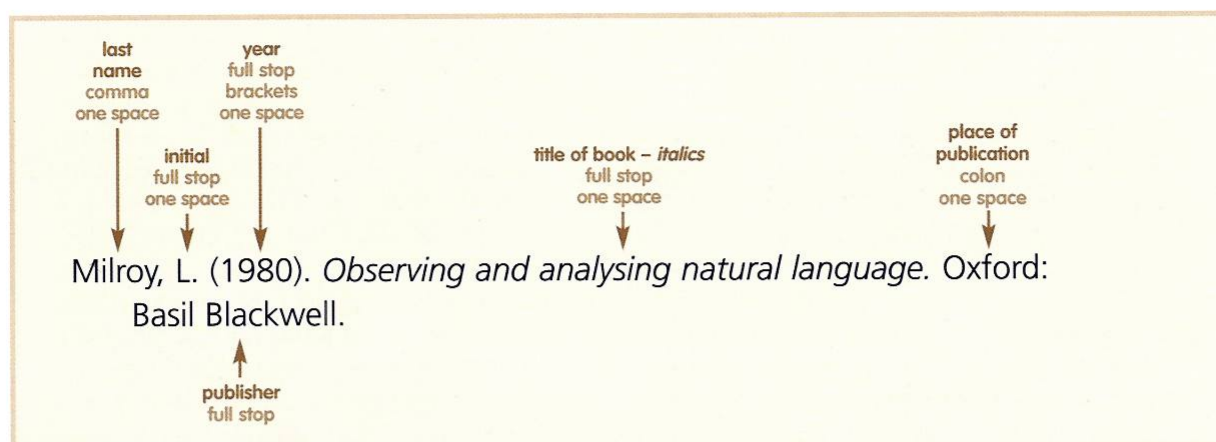 last
name
comma
one space
year
full stop
brackets
one space
initial
full stop
one space
title of book – italics
full stop
one space
place of
publication
colon
one space
Milroy, L. (1980). Observing and analysing natural language. Oxford:
Basil Blackwell.
publisher
full stop